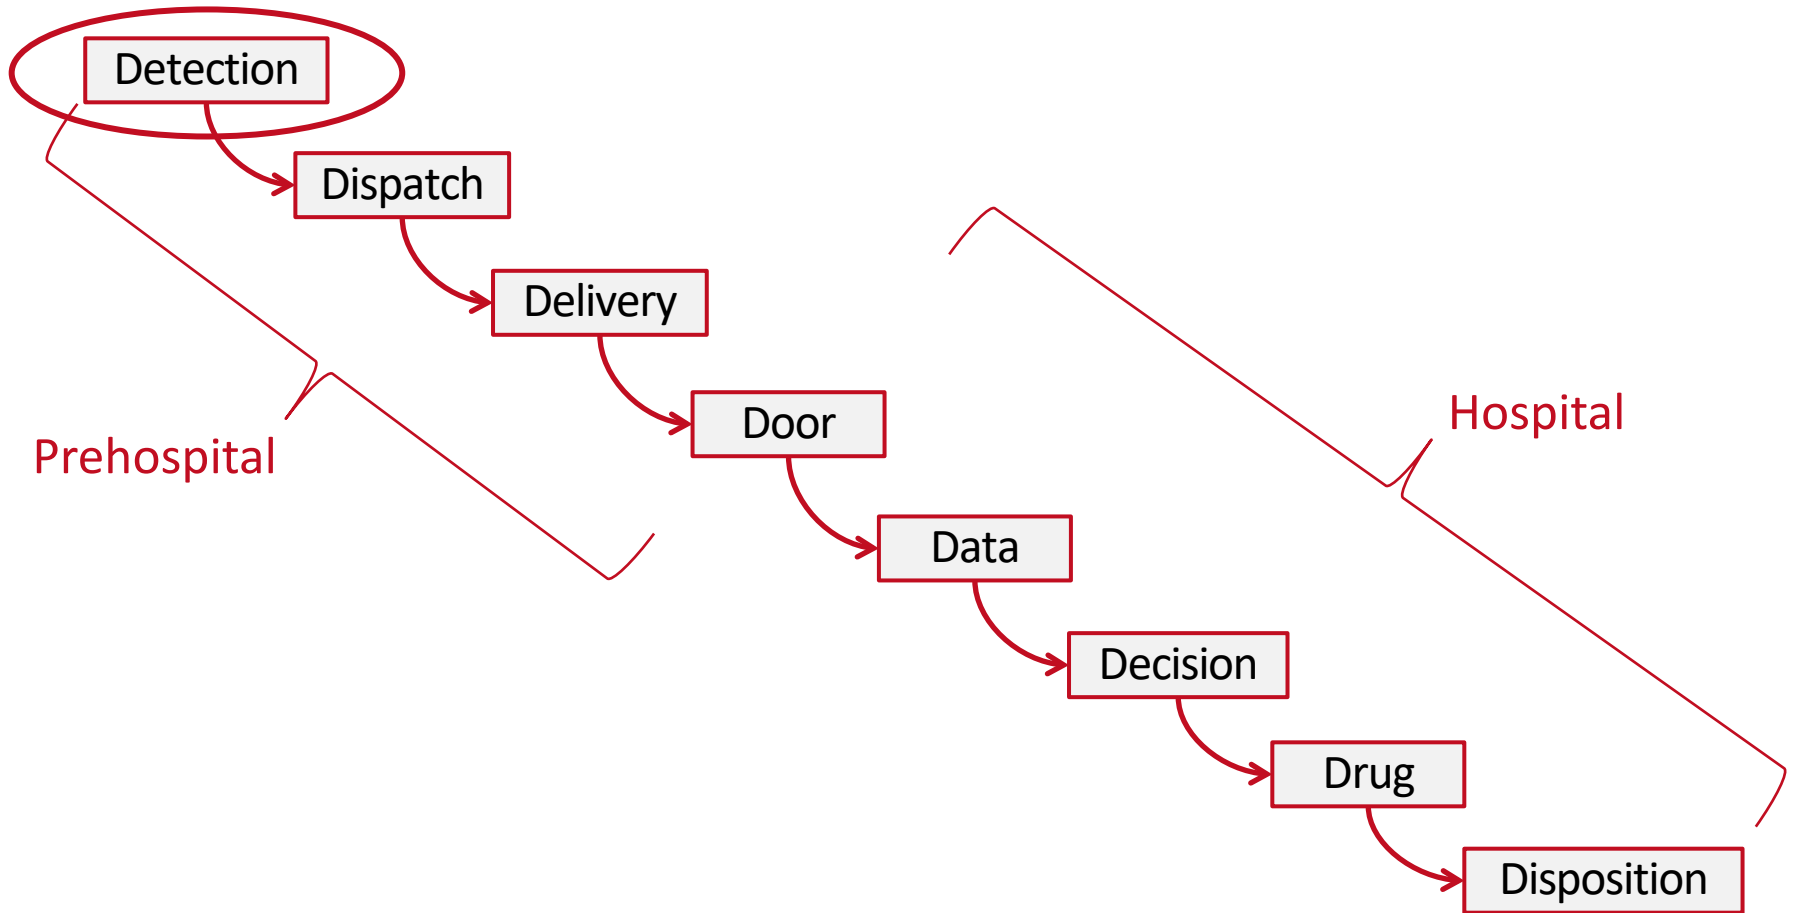 Detection
Dispatch
Delivery
Door
Prehospital
Hospital
Data
Decision
Drug
Disposition